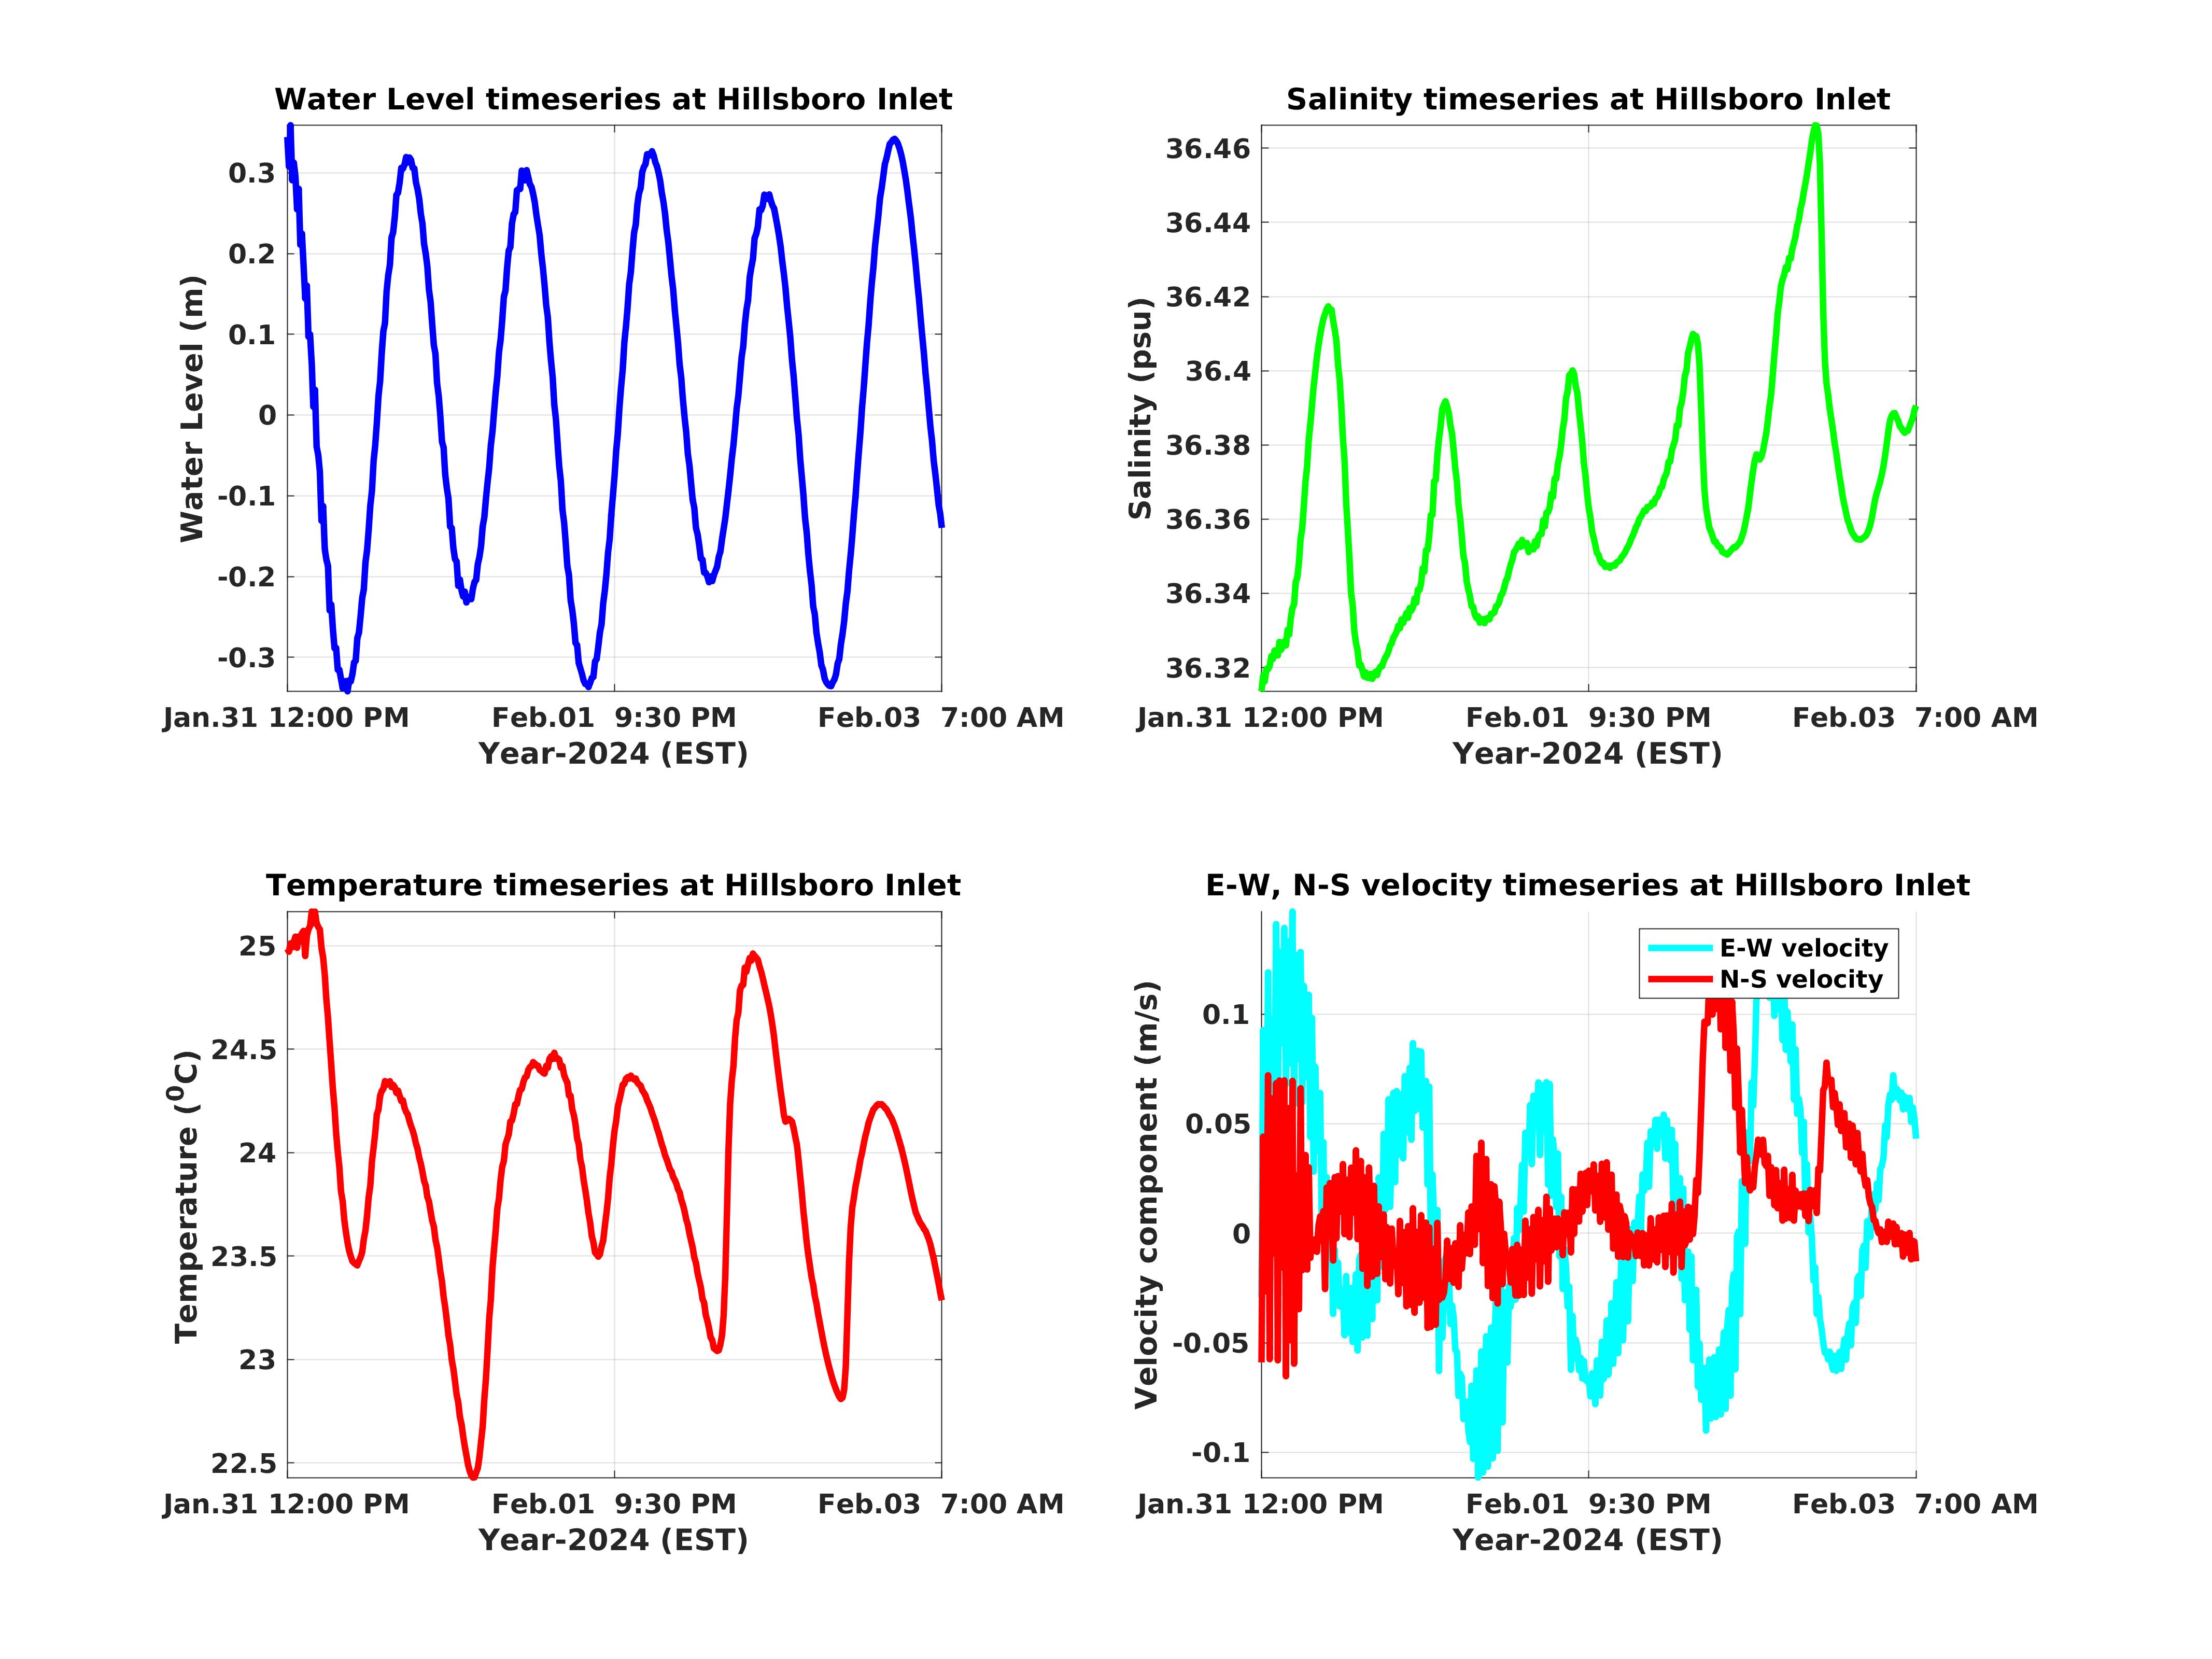 Water Level timeseries at Hillsboro Inlet
Water Level (m)
0.3
0.2
0.1
0
-0.1
-0.2
-0.3
Jan.31 12:00 PM
Feb.01 9:30 PM
Feb.03 7:00 AM
Year-2024 (EST)
Salinity timeseries at Hillsboro Inlet
Salinity (psu)
36.46
36.44
36.42
36.4
36.38
36.36
36.34
36.32
Jan.31 12:00 PM
Feb.01 9:30 PM
Feb.03 7:00 AM
Year-2024 (EST)
Temperature timeseries at Hillsboro Inlet
Temperature (⁰C)
25
24.5
24
23.5
23
22.5
Jan.31 12:00 PM
Feb.01 9:30 PM
Feb.03 7:00 AM
Year-2024 (EST)
E-W, N-S velocity timeseries at Hillsboro Inlet
Velocity component (m/s)
E-W velocity
N-S velocity
0.1
0.05
0
-0.05
-0.1
Jan.31 12:00 PM
Feb.01 9:30 PM
Feb.03 7:00 AM
Year-2024 (EST)